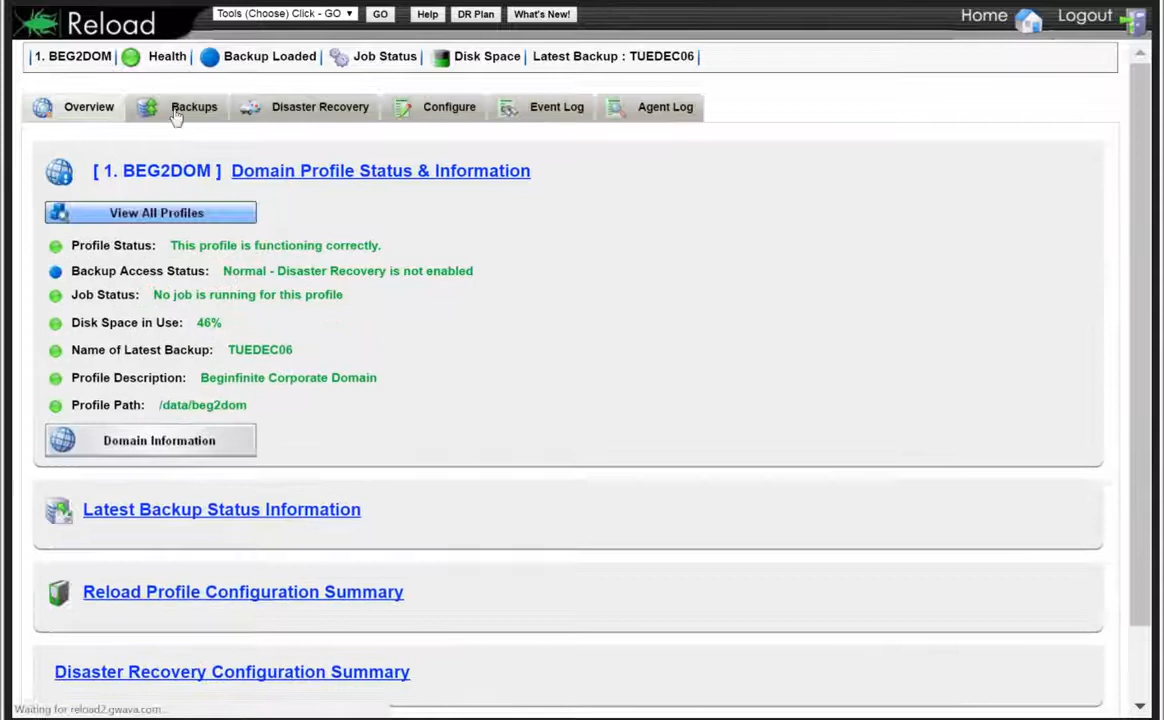 Reload Tools (Choose) Click - GO GO Help DR Plan What's New! Home Logout
1. BEG2DOM Health Backup Loaded Job Status Disk Space Latest Backup : TUEDEC06
Overview Backups Disaster Recovery Configure Event Log Agent Log
[ 1. BEG2DOM ] Domain Profile Status & Information
View All Profiles
Profile Status: This profile is functioning correctly.
Backup Access Status: Normal - Disaster Recovery is not enabled
Job Status: No job is running for this profile
Disk Space in Use: 46%
Name of Latest Backup: TUEDEC06
Profile Description: Beginfinite Corporate Domain
Profile Path: /data/beg2dom
Domain Information
Latest Backup Status Information
Reload Profile Configuration Summary
Disaster Recovery Configuration Summary
Waiting for reload2.gwava.com...